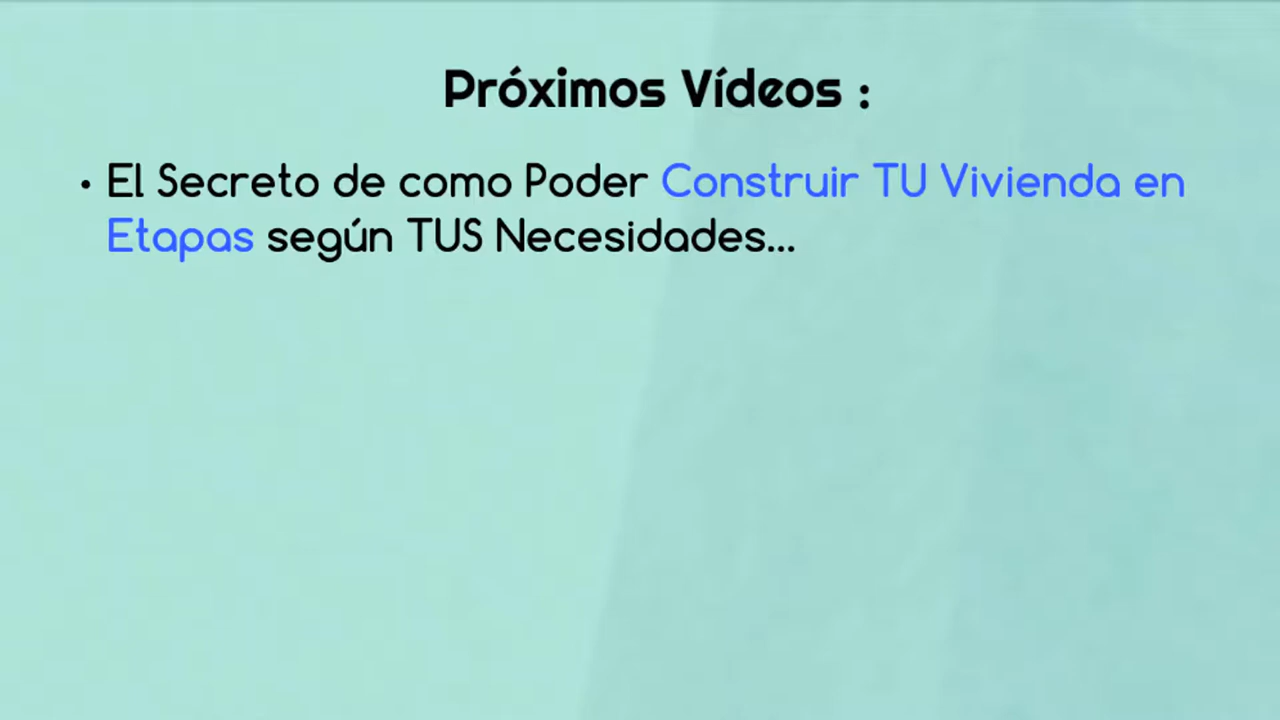 Próximos Vídeos :
• El Secreto de como Poder Construir TU Vivienda en
Etapas según TUS Necesidades...